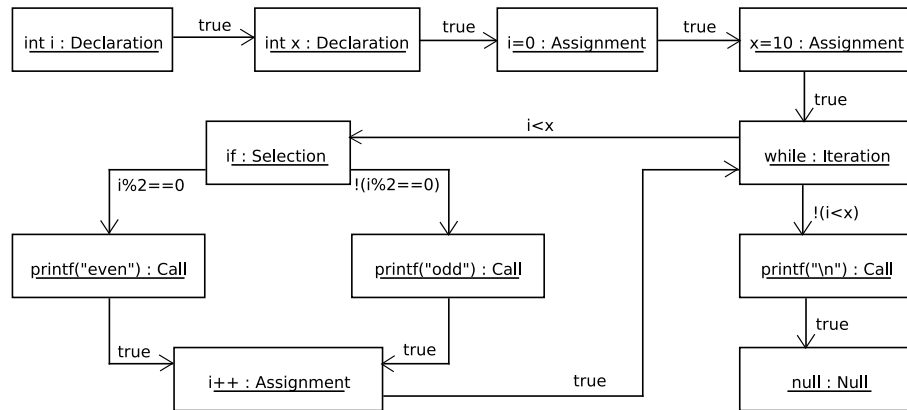 int i : Declaration
true
int x : Declaration
true
i=0 : Assignment
true
x=10 : Assignment
true
i<x
if : Selection
while : Iteration
i%2==0
!(i%2==0)
!(i<x)
printf("even") : Call
printf("odd") : Call
printf("\n") : Call
true
true
true
i++ : Assignment
true
null : Null